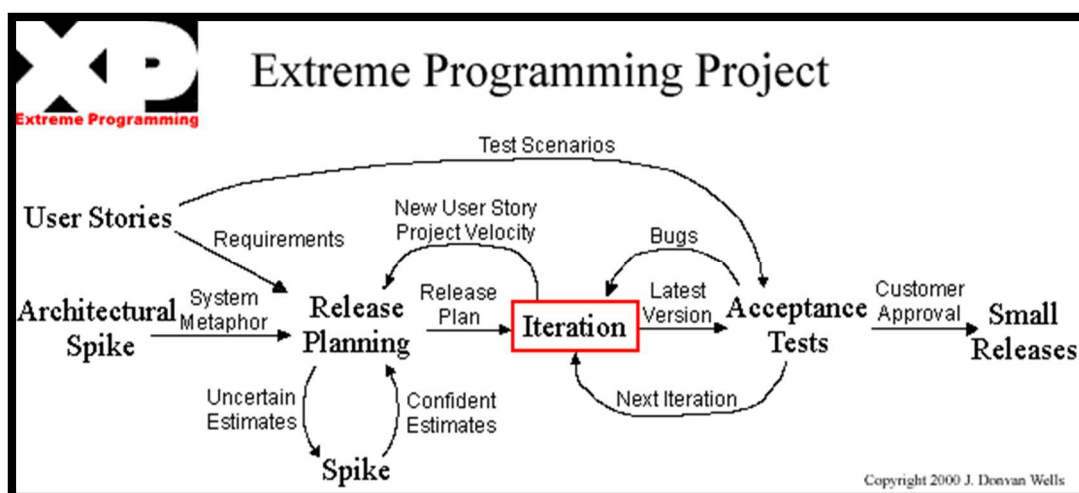 XP
Extreme Programming
Extreme Programming Project
Test Scenarios
User Stories
New User Story
Project Velocity
Requirements
Bugs
Architectural
Spike
System
Metaphor
Release
Planning
Release
Plan
Iteration
Latest
Version
Acceptance
Tests
Customer
Approval
Small
Releases
Uncertain
Estimates
Confident
Estimates
Next Iteration
Spike
Copyright 2000 J. Donvan Wells